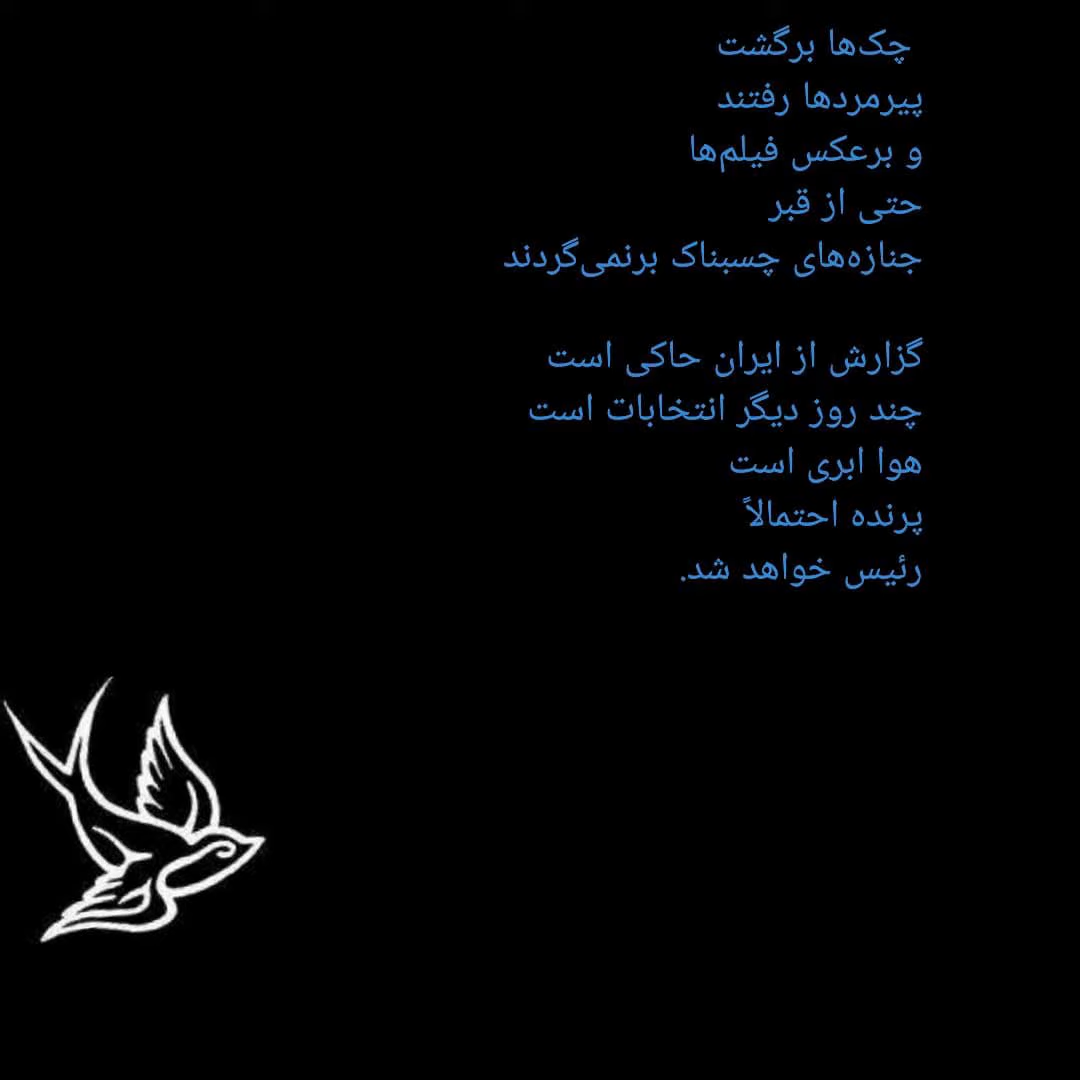 چک‌ها برگشت
پیرمردها رفتند
و برعکس فیلم‌ها
حتی از قبر
جنازه‌های چسبناک برنمی‌گردند
گزارش از ایران حاکی است
چند روز دیگر انتخابات است
هوا ابری است
پرنده احتمالاً
رئیس خواهد شد.